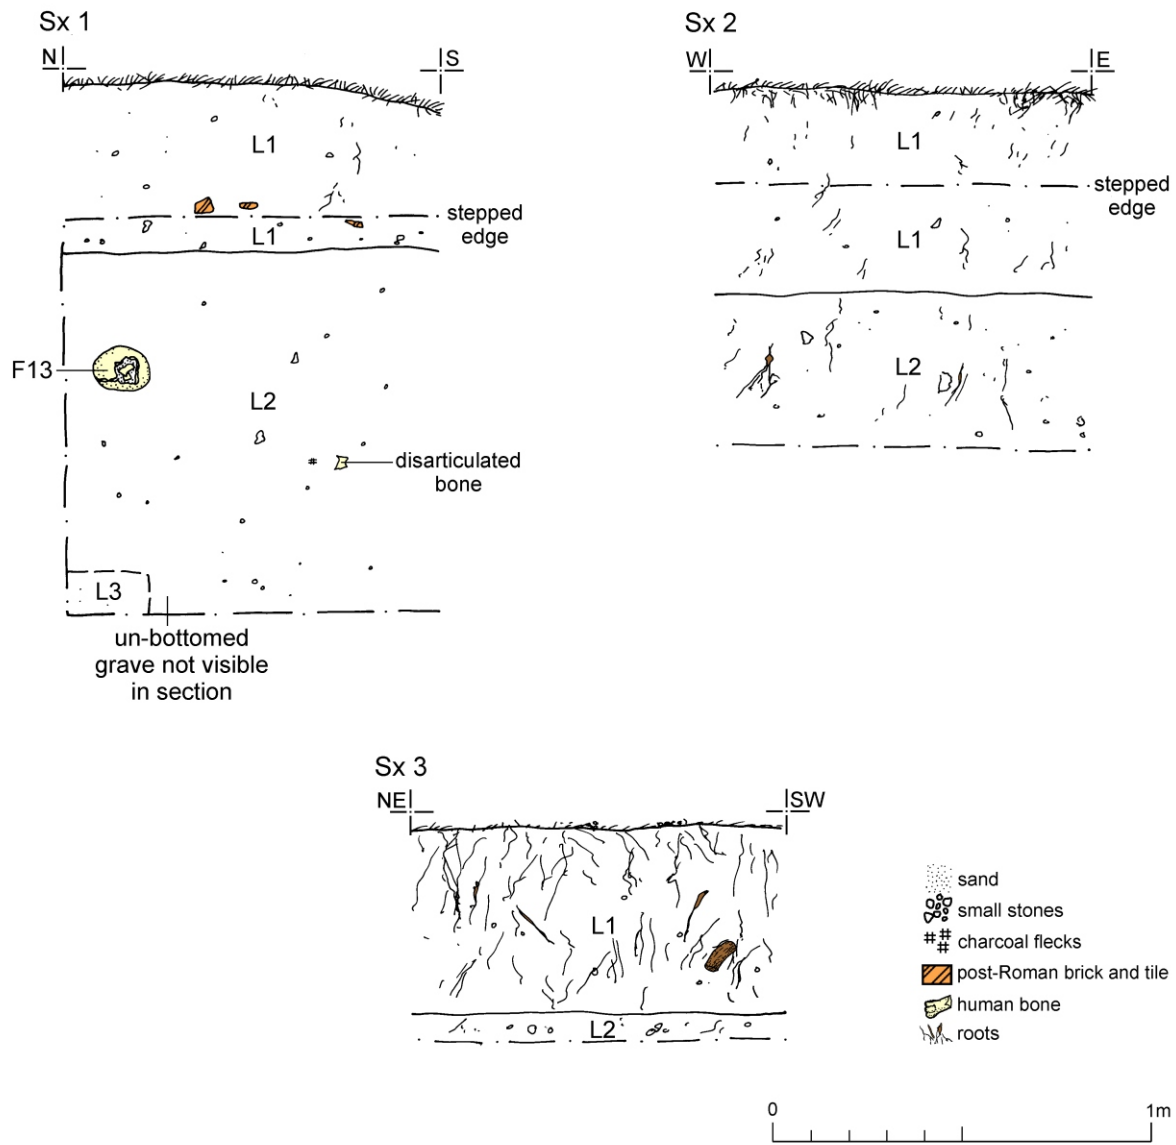 Sx 1
N
S
L1
stepped
edge
L1
F13
L2
disarticulated
bone
L3
un-bottomed
grave not visible
in section
Sx 2
W
E
L1
stepped
edge
L1
L2
Sx 3
NE
SW
L1
L2
sand
small stones
charcoal flecks
post-Roman brick and tile
human bone
roots
0
1m